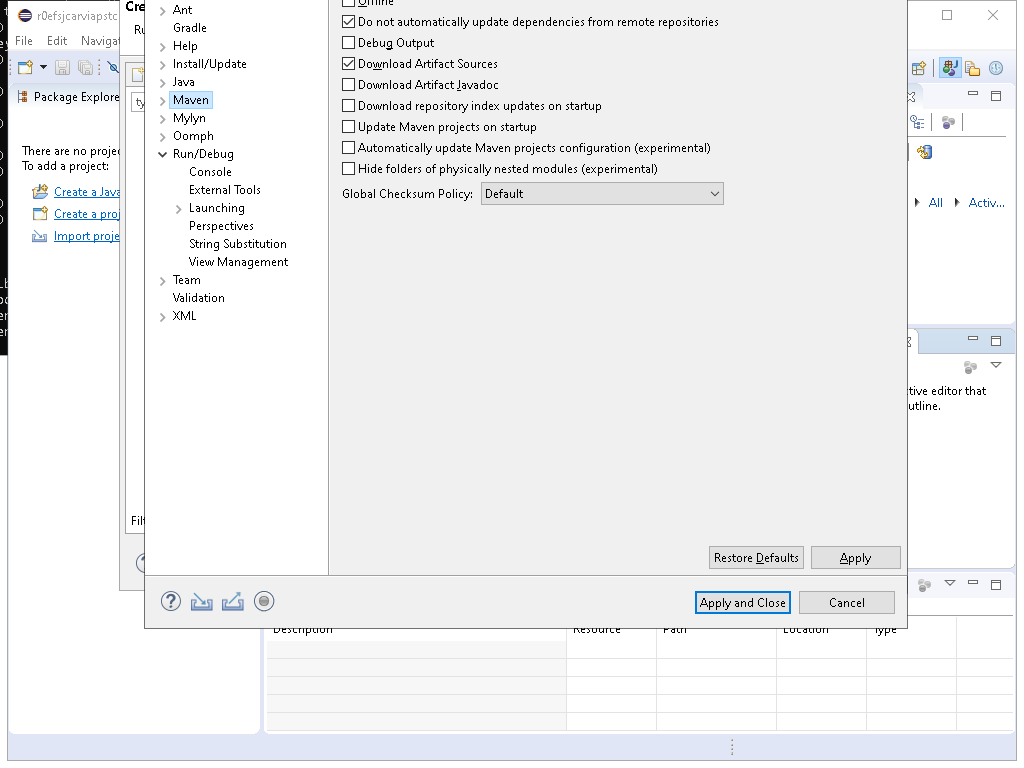 r0efsjcarviapstc
File Edit Naviga
Package Explore
There are no projec
To add a project:
Create a Java
Create a proj
Import proje
Cre
Ru
ty
Filt
Ant
Gradle
Help
Install/Update
Java
Maven
Mylyn
Oomph
Run/Debug
Console
External Tools
Launching
Perspectives
String Substitution
View Management
Team
Validation
XML
Offline
Do not automatically update dependencies from remote repositories
Debug Output
Download Artifact Sources
Download Artifact Javadoc
Download repository index updates on startup
Update Maven projects on startup
Automatically update Maven projects configuration (experimental)
Hide folders of physically nested modules (experimental)
Global Checksum Policy: Default
Restore Defaults Apply
Apply and Close Cancel
All Activ...
tive editor that
utline.
Description Resource Path Location Type